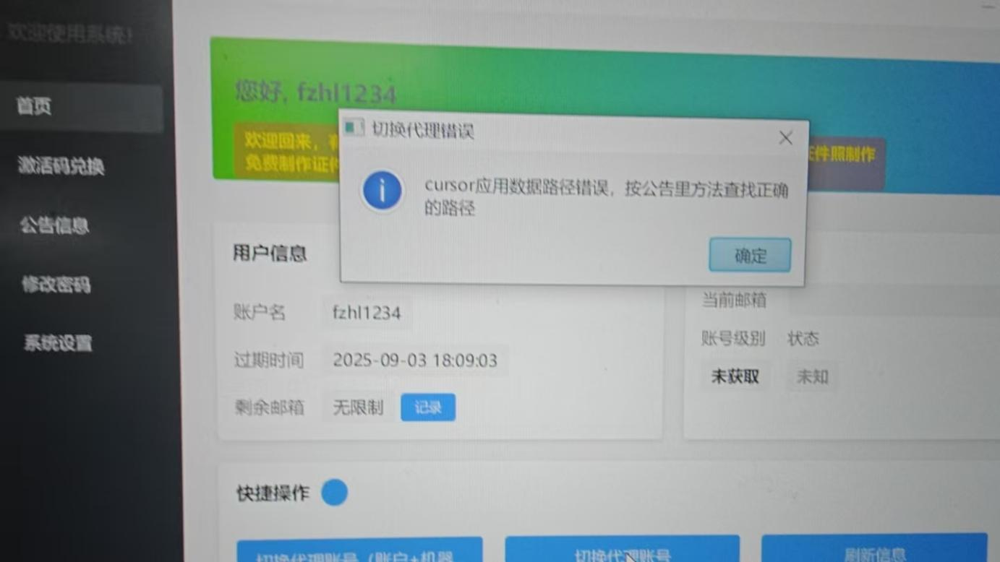 欢迎使用系统!
首页
激活码兑换
公告信息
修改密码
系统设置
您好, fzhl1234
欢迎回来,
免费制作证件
证件照制作
切换代理错误
cursor应用数据路径错误，按公告里方法查找正确
的路径
确定
用户信息
账户名 fzhl1234
过期时间 2025-09-03 18:09:03
剩余邮箱 无限制 记录
当前邮箱
账号级别 状态
未获取 未知
快捷操作
切换代理账号（账户+机器
切换代理账号
刷新信息